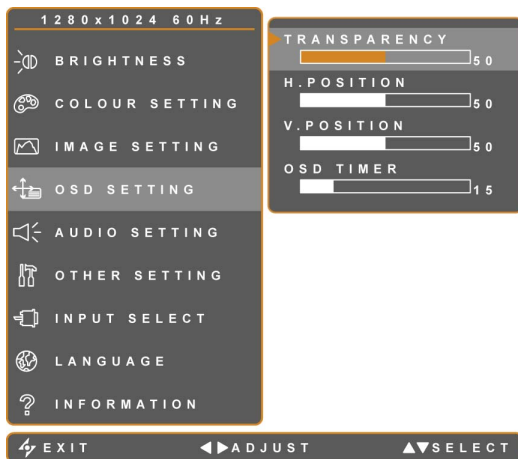 1280x1024 60Hz
BRIGHTNESS
COLOUR SETTING
IMAGE SETTING
OSD SETTING
AUDIO SETTING
OTHER SETTING
INPUT SELECT
LANGUAGE
INFORMATION
TRANSPARENCY
50
H.POSITION
50
V.POSITION
50
OSD TIMER
15
EXIT ADJUST SELECT